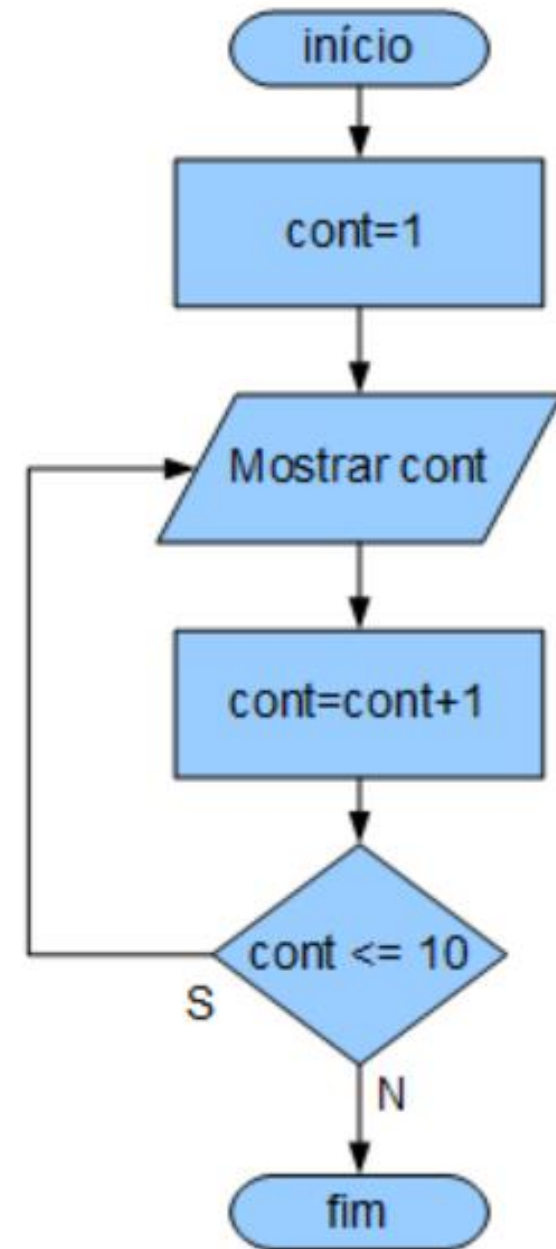 início
cont=1
Mostrar cont
cont=cont+1
cont <= 10
S
N
fim